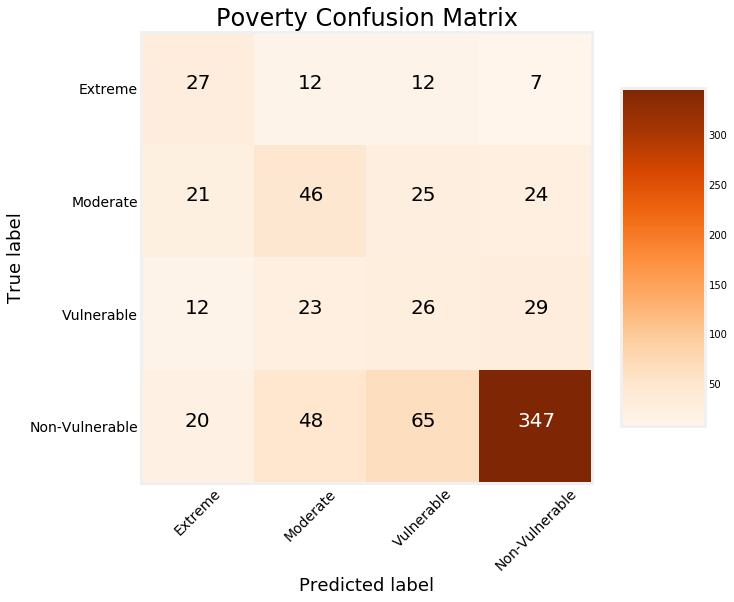 Poverty Confusion Matrix
True label
Extreme 27 12 12 7
Moderate 21 46 25 24
Vulnerable 12 23 26 29
Non-Vulnerable 20 48 65 347
Extreme Moderate Vulnerable Non-Vulnerable
Predicted label
300
250
200
150
100
50